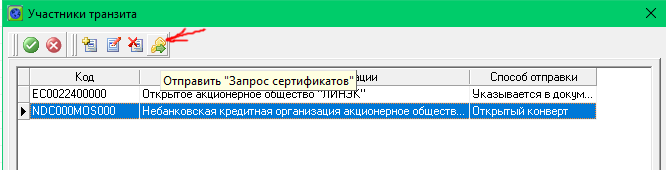 Участники транзита
Отправить "Запрос сертификатов"
Код ации Способ отправки
EC0022400000 Открытое акционерное общество "ЛИНЭК" Указывается в докум...
NDC000MOS000 Небанковская кредитная организация акционерное обществ... Открытый конверт